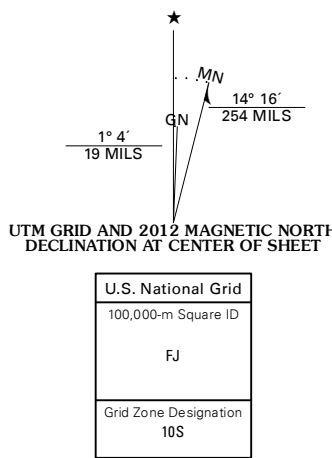 ★
MN
GN
14° 16´
254 MILS
1° 4´
19 MILS
UTM GRID AND 2012 MAGNETIC NORTH
DECLINATION AT CENTER OF SHEET
U.S. National Grid
100,000-m Square ID
FJ
Grid Zone Designation
10S